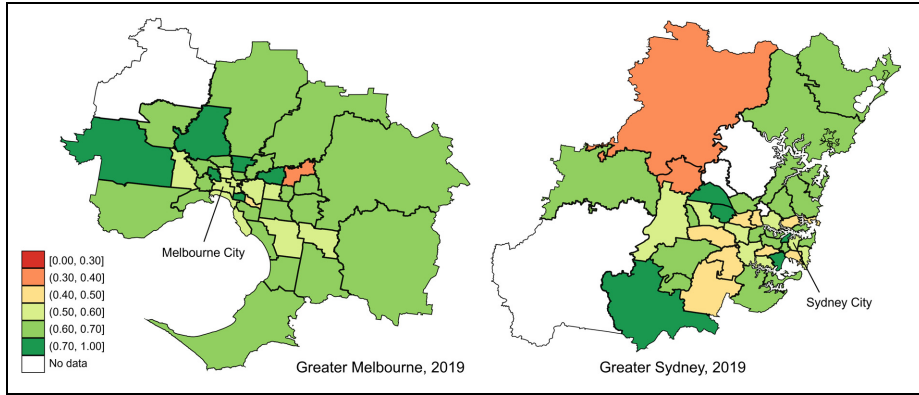 Melbourne City
[0.00, 0.30]
(0.30, 0.40]
(0.40, 0.50]
(0.50, 0.60]
(0.60, 0.70]
(0.70, 1.00]
No data
Greater Melbourne, 2019
Sydney City
Greater Sydney, 2019